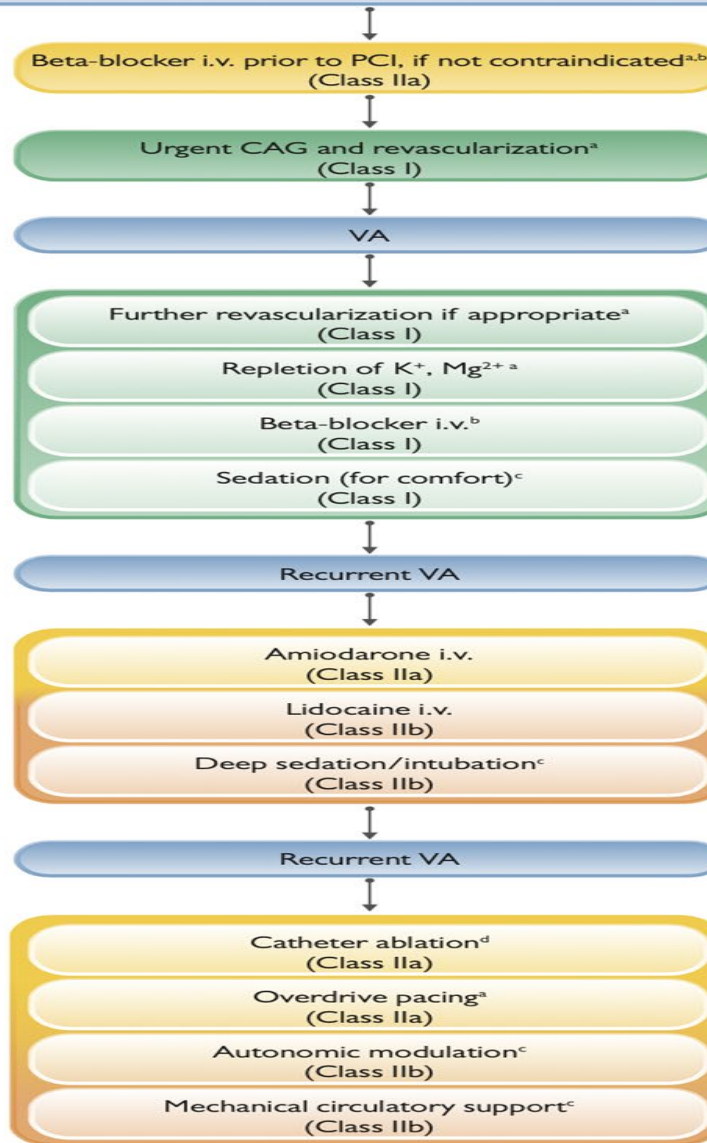 Beta-blocker i.v. prior to PCI, if not contraindicatedᵃ,ᵇ
(Class IIa)
Urgent CAG and revascularizationᵃ
(Class I)
VA
Further revascularization if appropriateᵃ
(Class I)
Repletion of K⁺, Mg²⁺ ᵃ
(Class I)
Beta-blocker i.v.ᵇ
(Class I)
Sedation (for comfort)ᶜ
(Class I)
Recurrent VA
Amiodarone i.v.
(Class IIa)
Lidocaine i.v.
(Class IIb)
Deep sedation/intubationᶜ
(Class IIb)
Recurrent VA
Catheter ablationᵈ
(Class IIa)
Overdrive pacingᵃ
(Class IIa)
Autonomic modulationᶜ
(Class IIb)
Mechanical circulatory supportᶜ
(Class IIb)